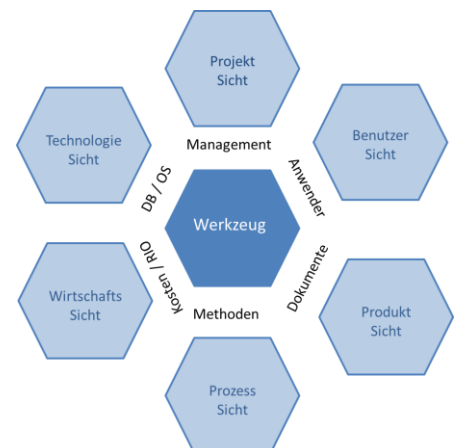 Projekt
Sicht
Technologie
Sicht
Benutzer
Sicht
Management
DB / OS
Anwender
Werkzeug
Kosten / RIO
Dokumente
Wirtschafts
Sicht
Methoden
Produkt
Sicht
Prozess
Sicht